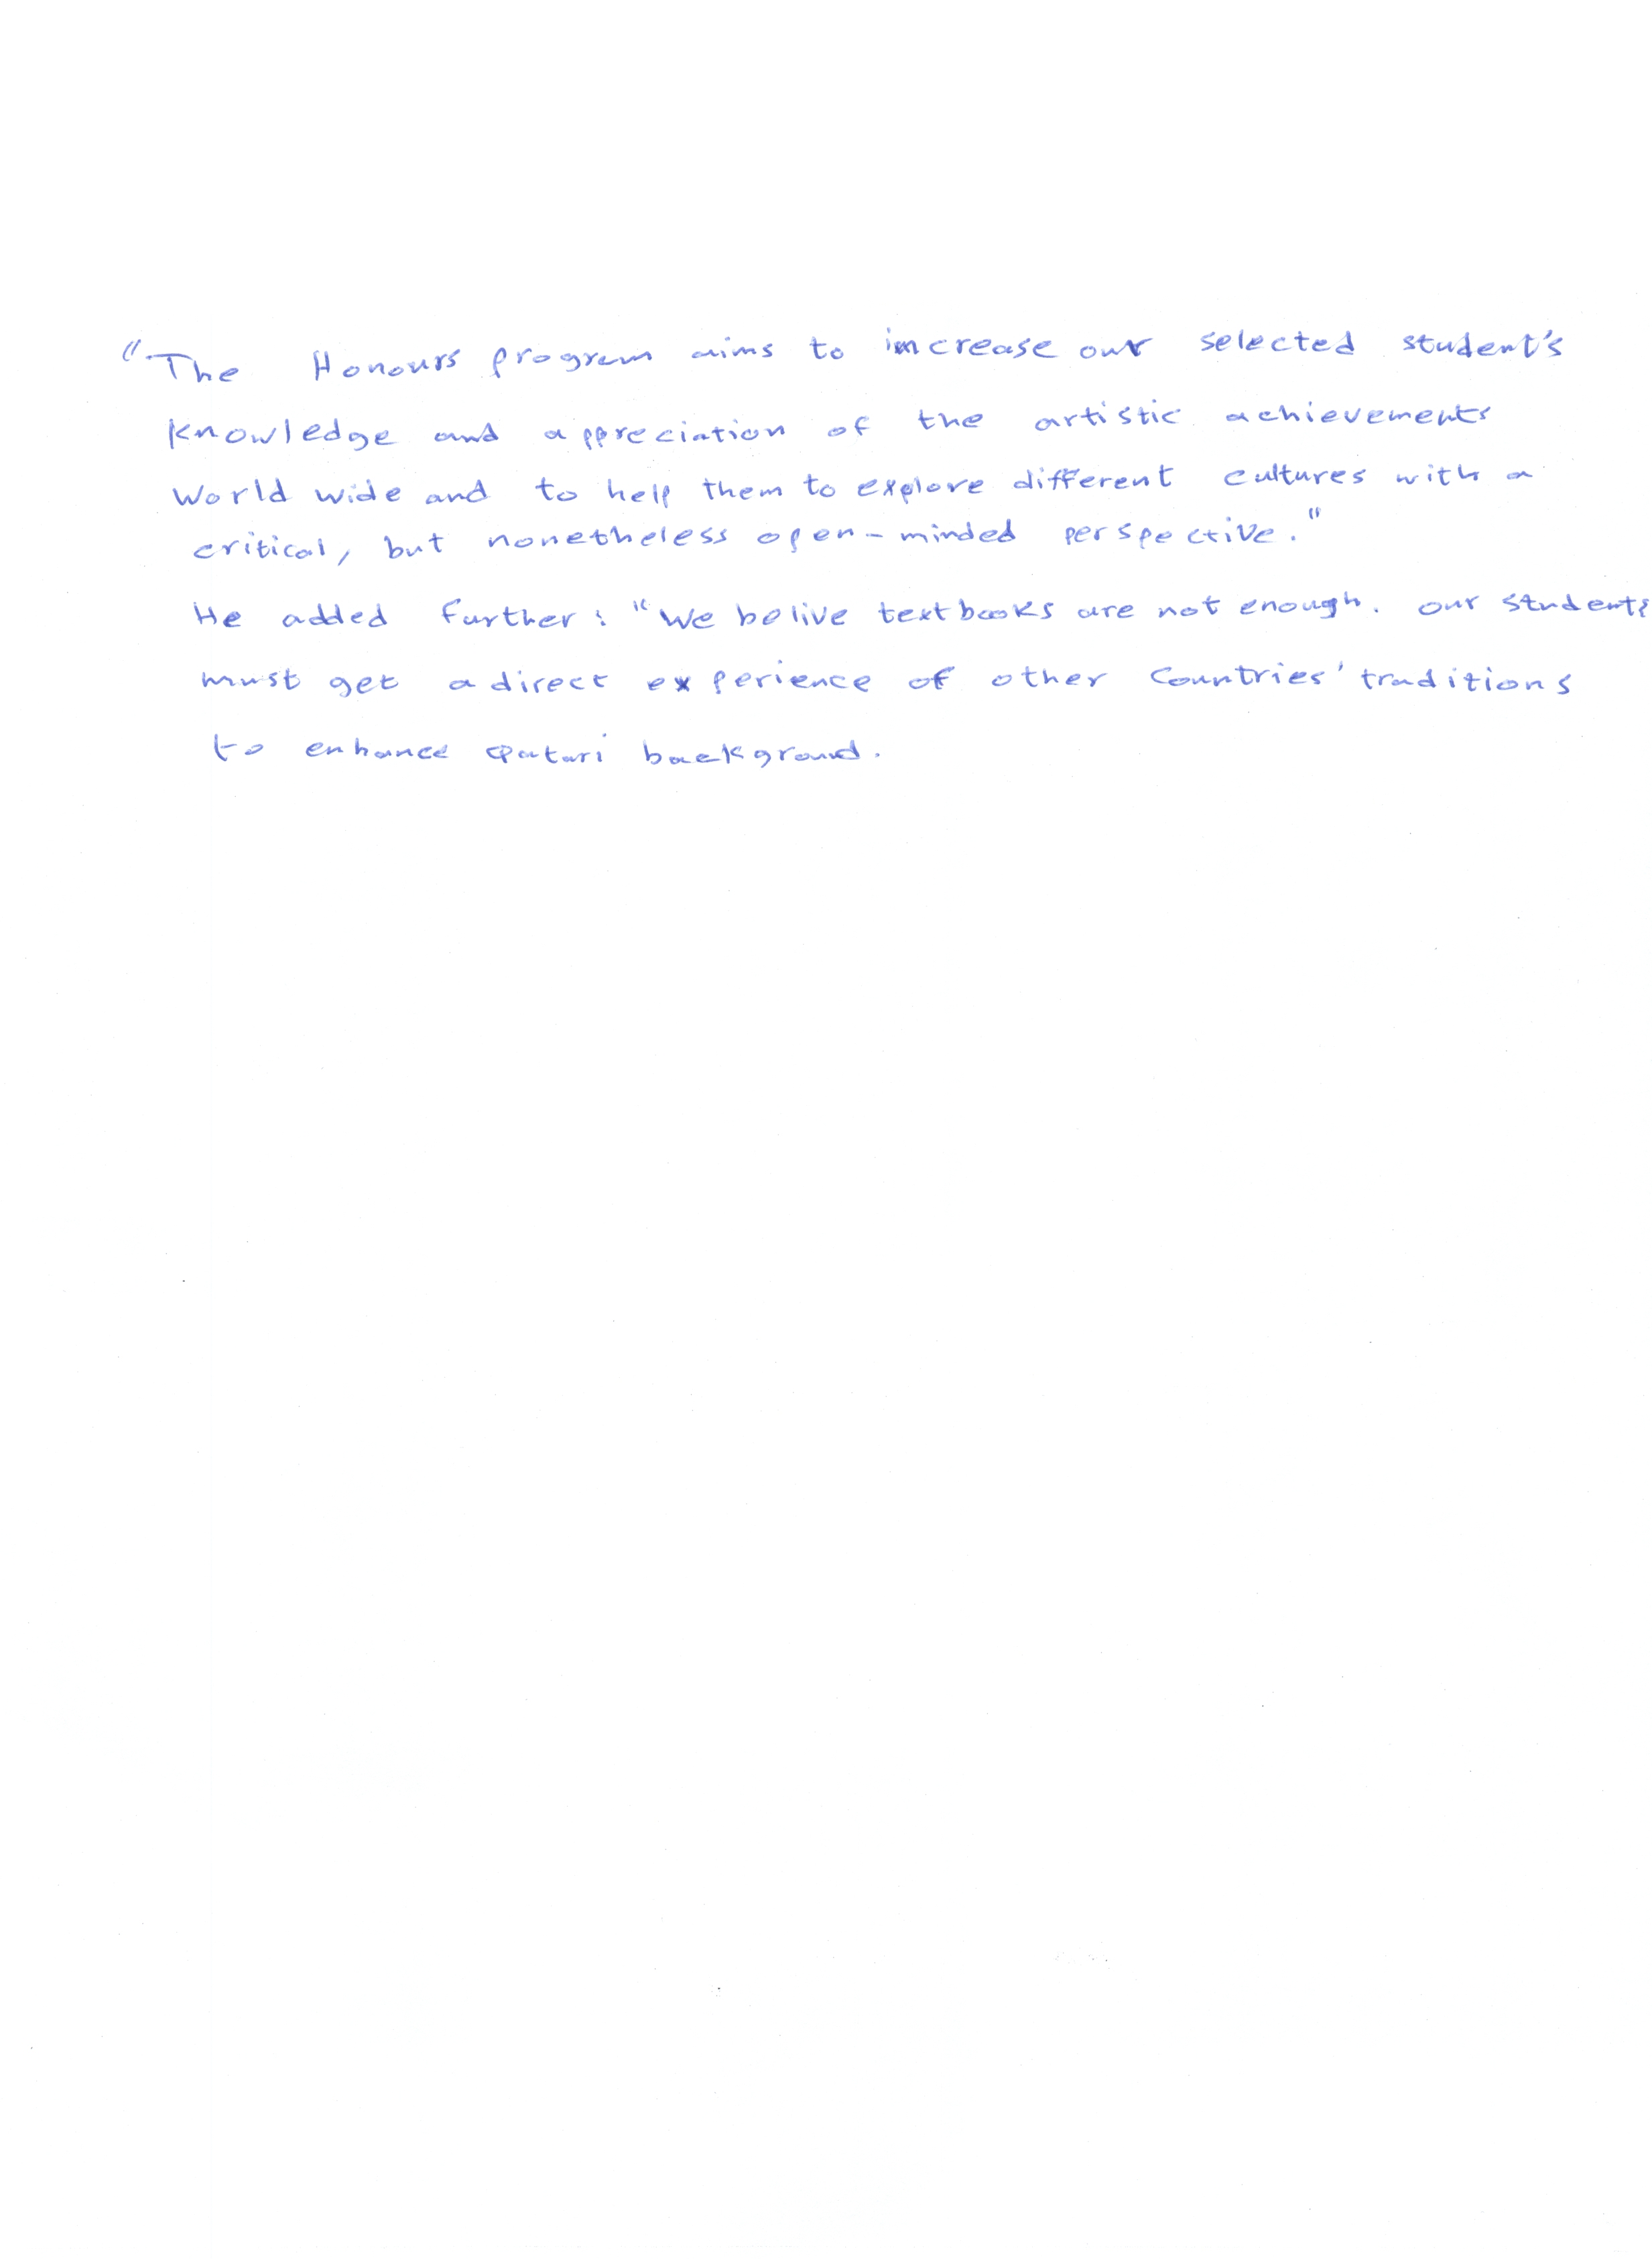 "The Honours program aims to increase our selected student's
knowledge and appreciation of the artistic achievements
world wide and to help them to explore different cultures with a
critical, but nonetheless open-minded perspective."
He added further: "We belive textbooks are not enough. our students
must get a direct experience of other countries' traditions
to enhance Qatari background.